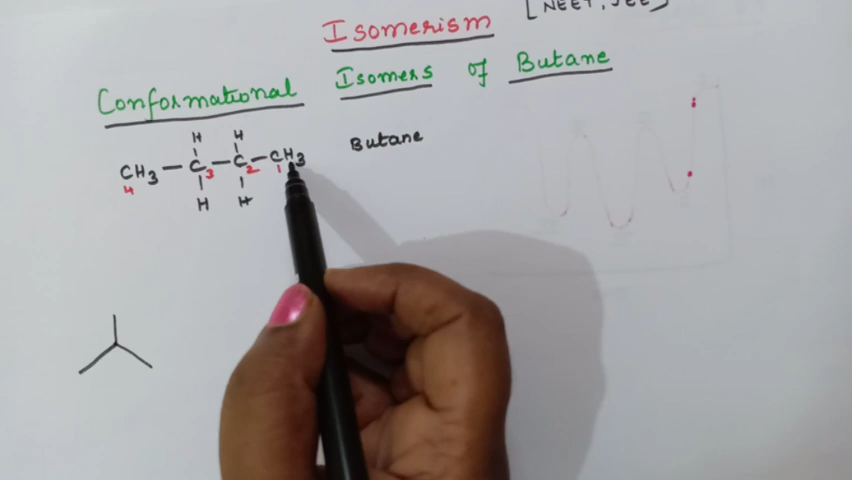 [NEET, JEE]
Isomerism
Conformational Isomers of Butane
H H
CH3 - C - C - CH3 Butane
4 3 2 1
H H